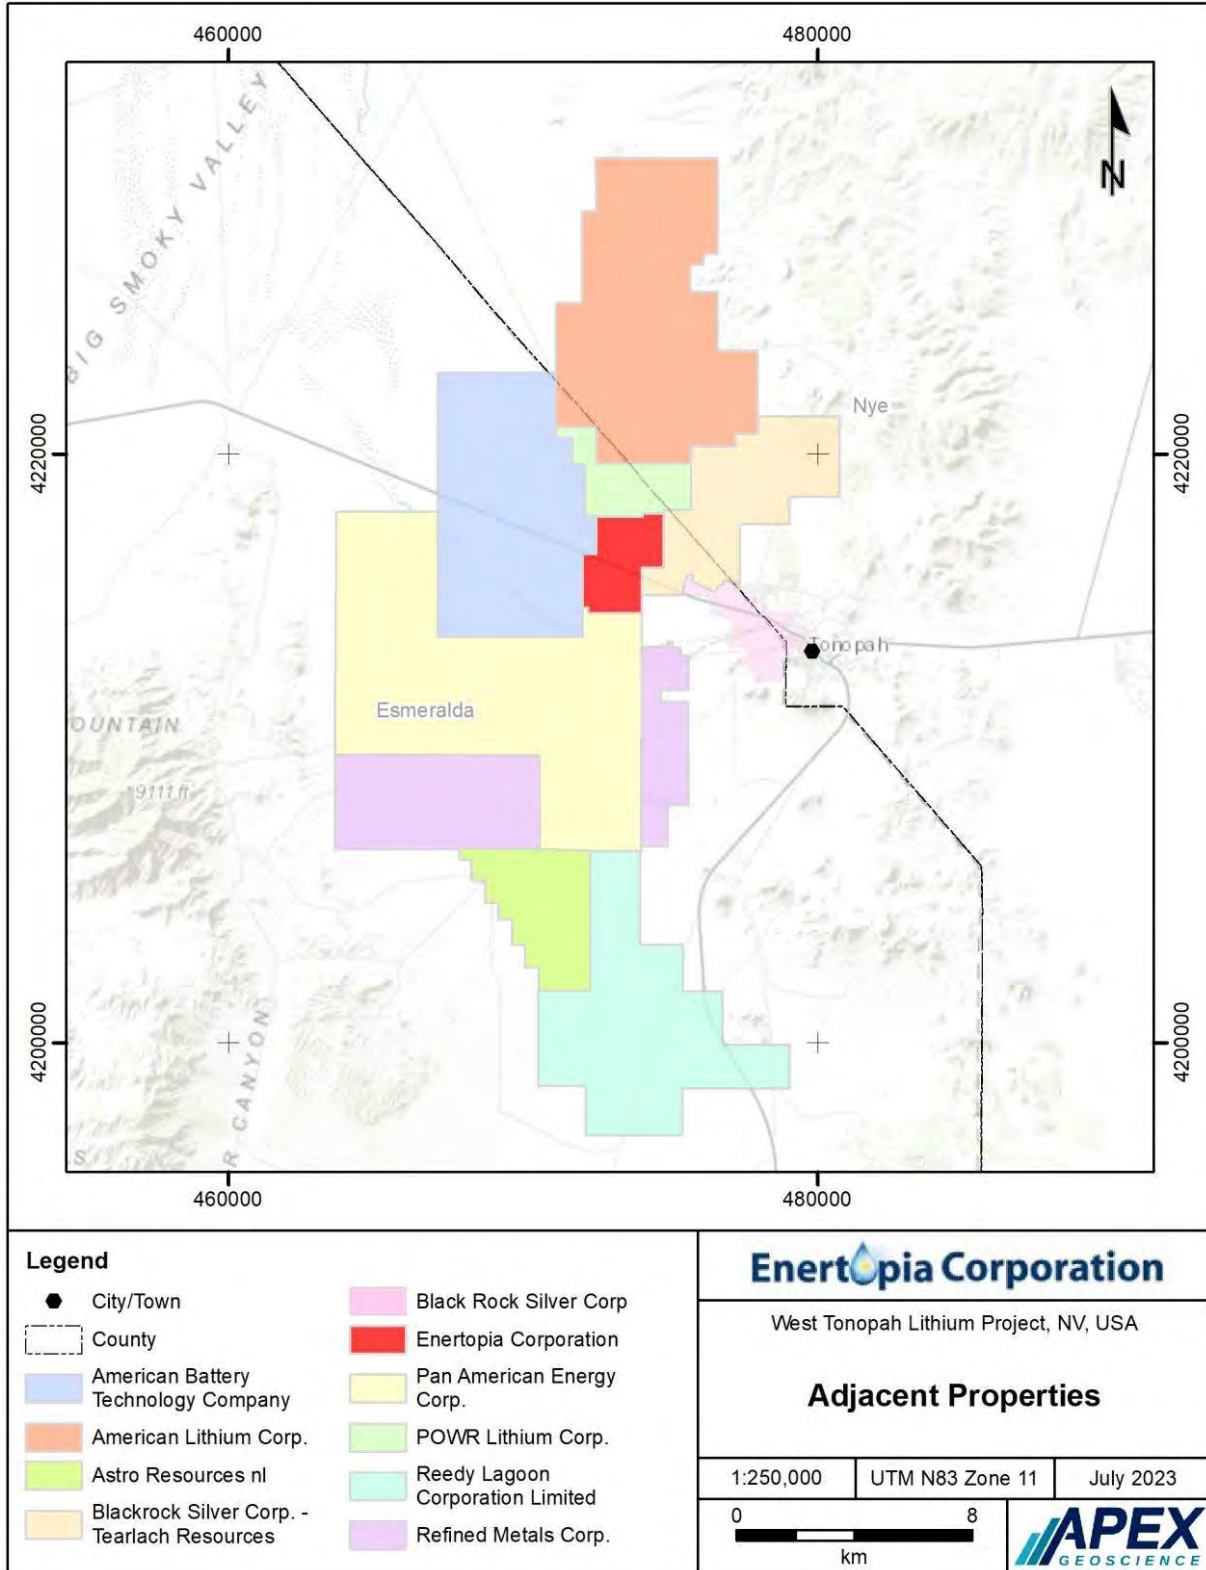 460000
480000
BIG SMOKY VALLEY
N
Nye
4220000
4220000
Tonopah
Esmeralda
OUNTAIN
9111 ft
R CANYON
4200000
4200000
S
460000
480000
Legend
City/Town
County
American Battery
Technology Company
American Lithium Corp.
Astro Resources nl
Blackrock Silver Corp. -
Tearlach Resources
Black Rock Silver Corp
Enertopia Corporation
Pan American Energy
Corp.
POWR Lithium Corp.
Reedy Lagoon
Corporation Limited
Refined Metals Corp.
Enertopia Corporation
West Tonopah Lithium Project, NV, USA
Adjacent Properties
1:250,000
UTM N83 Zone 11
July 2023
0
8
km
APEX
GEOSCIENCE